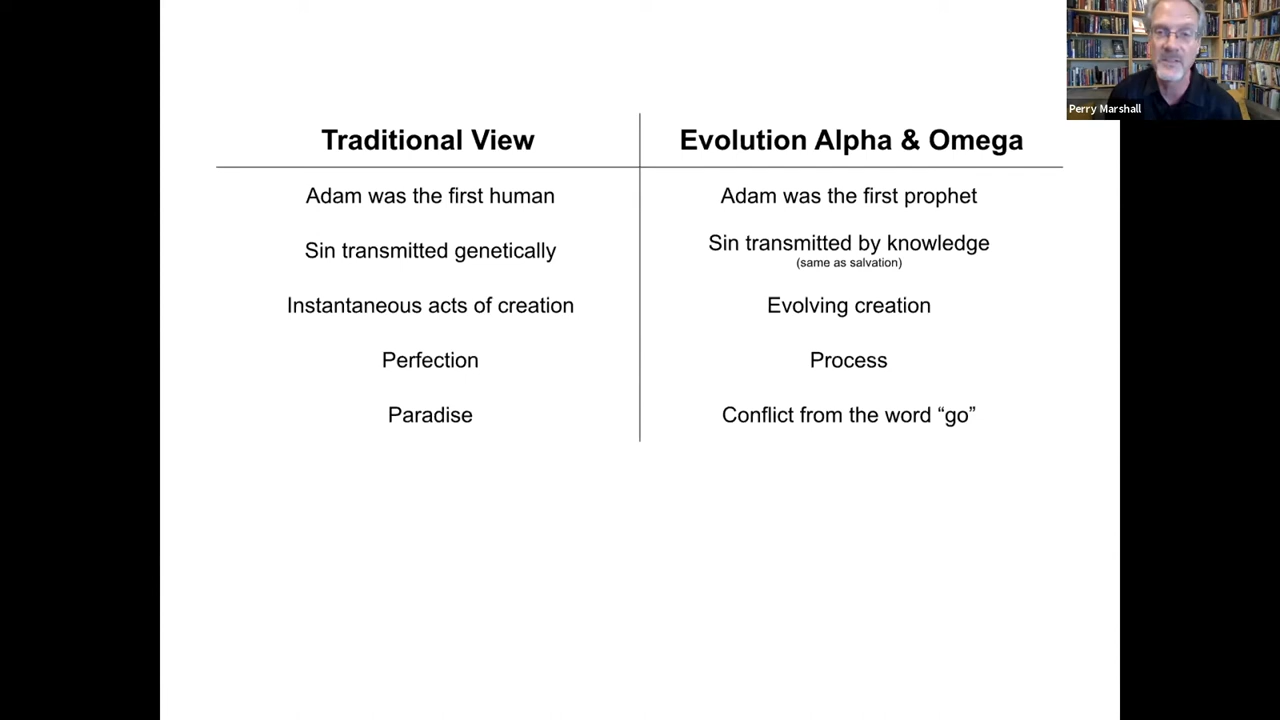 Perry Marshall
Traditional View
Evolution Alpha & Omega
Adam was the first human
Adam was the first prophet
Sin transmitted genetically
Sin transmitted by knowledge
(same as salvation)
Instantaneous acts of creation
Evolving creation
Perfection
Process
Paradise
Conflict from the word “go”